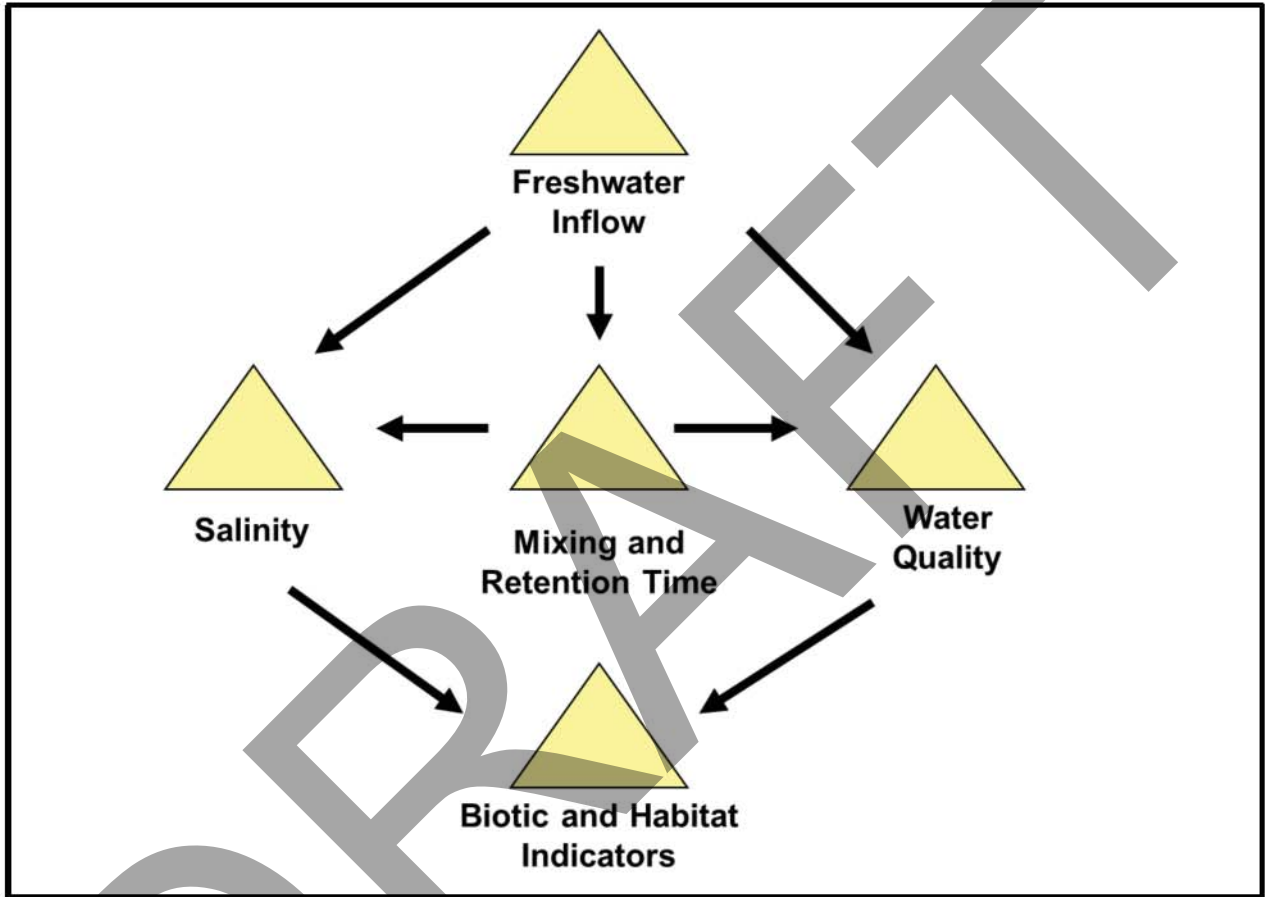 Freshwater
Inflow
Salinity
Mixing and
Retention Time
Water
Quality
Biotic and Habitat
Indicators
DRAFT